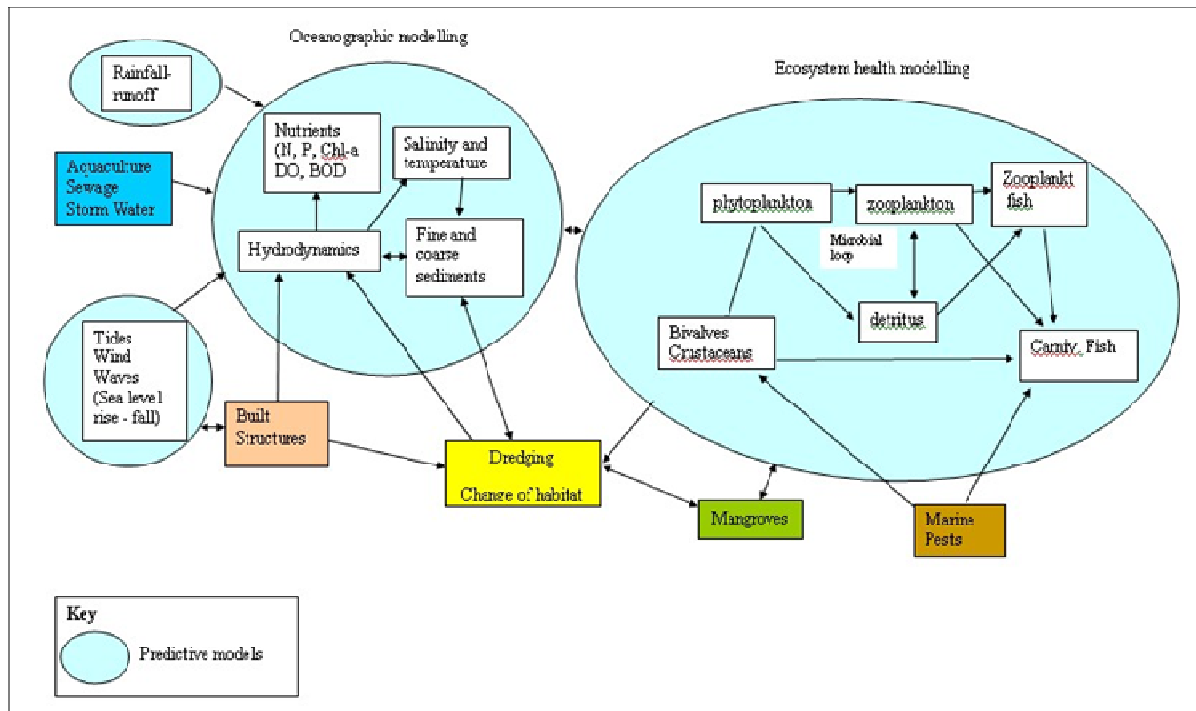 Oceanographic modelling
Ecosystem health modelling
Rainfall-
runoff
Nutrients
(N, P, Chl-a
DO, BOD
Salinity and
temperature
Aquaculture
Sewage
Storm Water
Hydrodynamics
Fine and
coarse
sediments
phytoplankton
zooplankton
Zooplankt
fish
Microbial
loop
detritus
Bivalves
Crustaceans
Carniv. Fish
Tides
Wind
Waves
(Sea level
rise - fall)
Built
Structures
Dredging
Change of habitat
Mangroves
Marine
Pests
Key
Predictive models